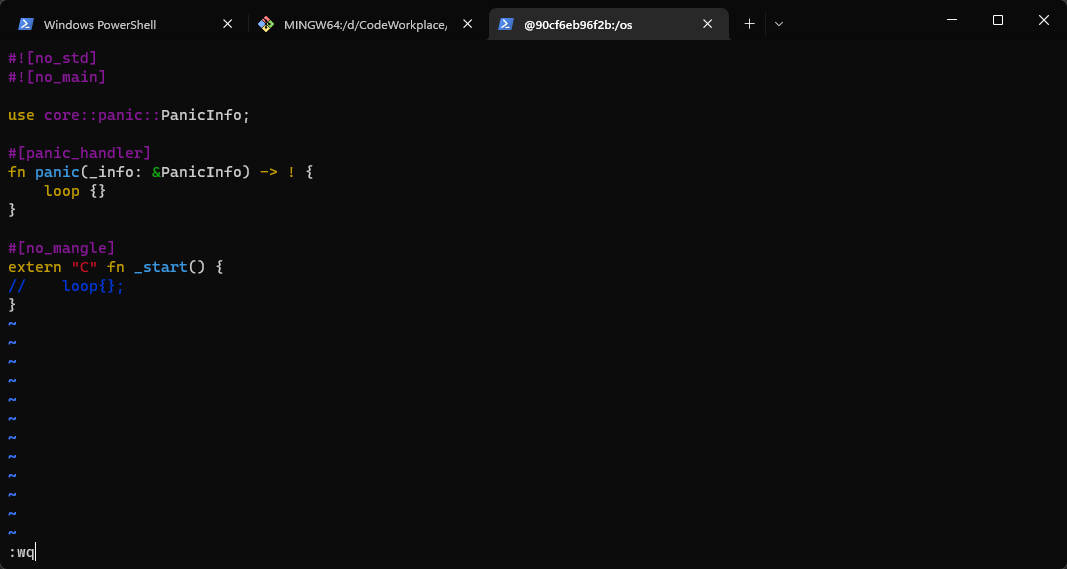 Windows PowerShell
MINGW64:/d/CodeWorkplace,
@90cf6eb96f2b:/os
#![no_std]
#![no_main]
use core::panic::PanicInfo;
#[panic_handler]
fn panic(_info: &PanicInfo) -> ! {
    loop {}
}
#[no_mangle]
extern "C" fn _start() {
//    loop{};
}
~
~
~
~
~
~
~
~
~
~
~
~
:wq